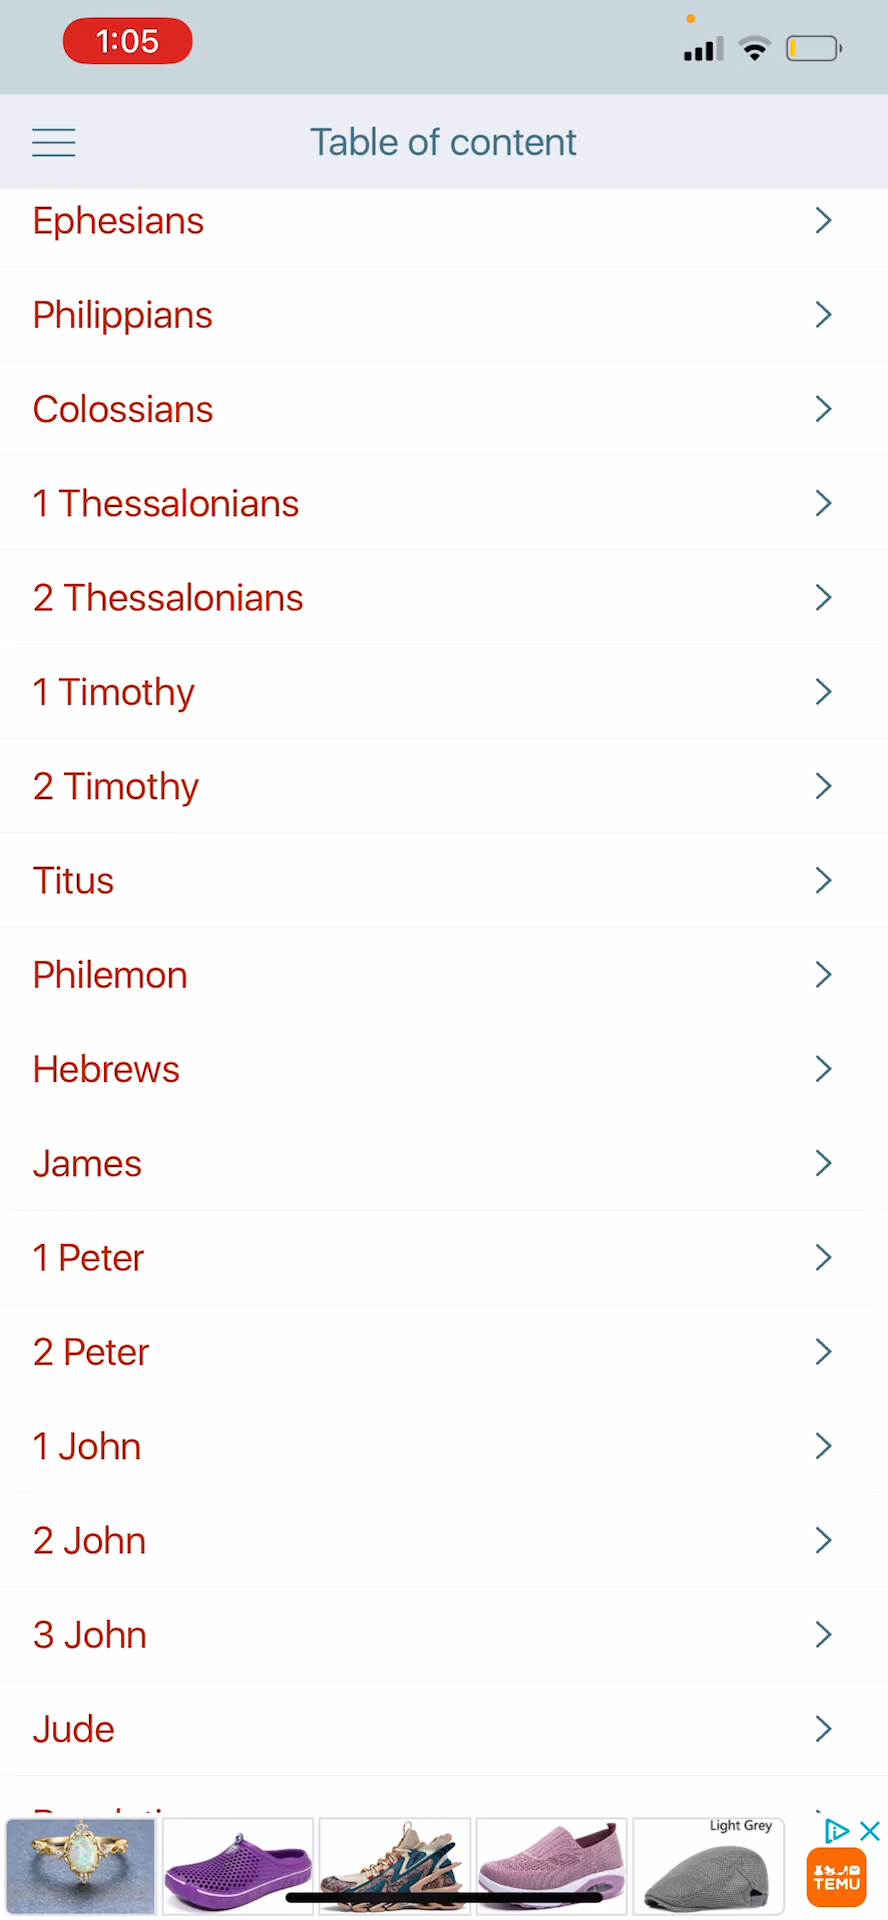 1:05
Table of content
Ephesians
Philippians
Colossians
1 Thessalonians
2 Thessalonians
1 Timothy
2 Timothy
Titus
Philemon
Hebrews
James
1 Peter
2 Peter
1 John
2 John
3 John
Jude
Light Grey
TEMU